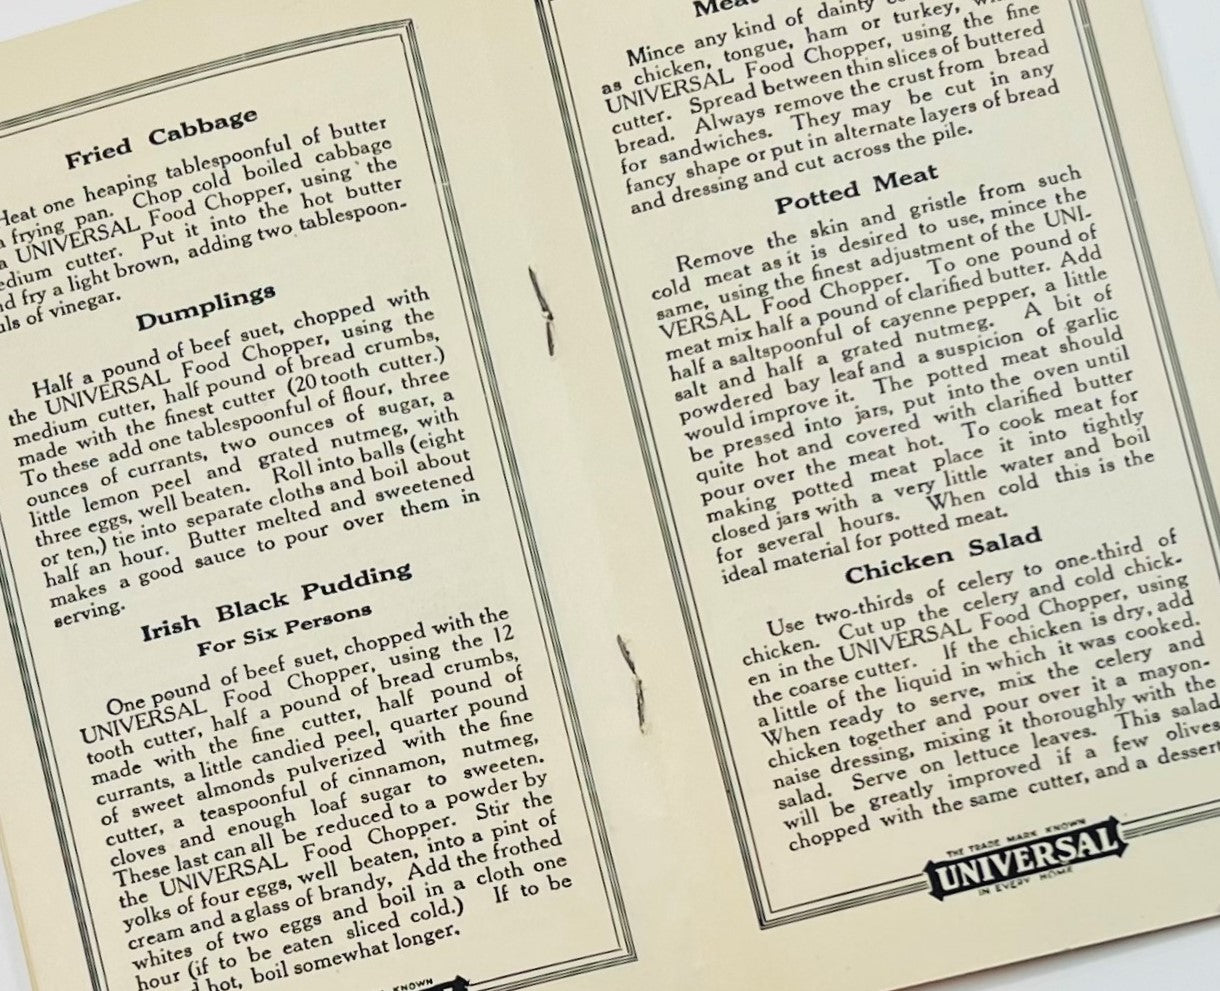 Fried Cabbage
Heat one heaping tablespoonful of butter
frying pan. Chop cold boiled cabbage
a UNIVERSAL Food Chopper, using the
medium cutter. Put it into the hot butter
and fry a light brown, adding two tablespoon-
of vinegar.
Dumplings
Half a pound of beef suet, chopped with
the UNIVERSAL Food Chopper, using the
medium cutter, half pound of bread crumbs,
made with the finest cutter (20 tooth cutter.)
To these add one tablespoonful of flour, three
ounces of currants, two ounces of sugar, a
little lemon peel and grated nutmeg, with
three eggs, well beaten. Roll into balls (eight
or ten,) tie into separate cloths and boil about
half an hour. Butter melted and sweetened
makes a good sauce to pour over them in
serving.
Irish Black Pudding
For Six Persons
One pound of beef suet, chopped with the
UNIVERSAL Food Chopper, using the 12
tooth cutter, half a pound of bread crumbs,
made with the fine cutter, half pound of
currants, a little candied peel, quarter pound
of sweet almonds pulverized with the fine
cutter, a teaspoonful of cinnamon, nutmeg,
cloves and enough loaf sugar to sweeten.
These last can all be reduced to a powder by
the UNIVERSAL Food Chopper. Stir the
yolks of four eggs, well beaten, into a pint of
cream and a glass of brandy, Add the frothed
whites of two eggs and boil in a cloth one
hour (if to be eaten sliced cold.) If to be
hot, boil somewhat longer.
KNOWN
Meat
Mince any kind of dainty
as chicken, tongue, ham or turkey,
UNIVERSAL Food Chopper, using the fine
cutter. Spread between thin slices of buttered
bread. Always remove the crust from bread
for sandwiches. They may be cut in any
fancy shape or put in alternate layers of bread
and dressing and cut across the pile.
Potted Meat
Remove the skin and gristle from such
cold meat as it is desired to use, mince the
same, using the finest adjustment of the UNI-
VERSAL Food Chopper. To one pound of
meat mix half a pound of clarified butter. Add
half a saltspoonful of cayenne pepper, a little
salt and half a grated nutmeg. A bit of
powdered bay leaf and a suspicion of garlic
would improve it. The potted meat should
be pressed into jars, put into the oven until
quite hot and covered with clarified butter
pour over the meat hot. To cook meat for
making potted meat place it into tightly
closed jars with a very little water and boil
for several hours. When cold this is the
ideal material for potted meat.
Chicken Salad
Use two-thirds of celery to one-third of
chicken. Cut up the celery and cold chick-
en in the UNIVERSAL Food Chopper, using
the coarse cutter. If the chicken is dry, add
a little of the liquid in which it was cooked.
When ready to serve, mix the celery and
chicken together and pour over it a mayon-
naise dressing, mixing it thoroughly with the
salad. Serve on lettuce leaves. This salad
will be greatly improved if a few olives
chopped with the same cutter, and a dessert
THE TRADE MARK KNOWN
UNIVERSAL
IN EVERY HOME